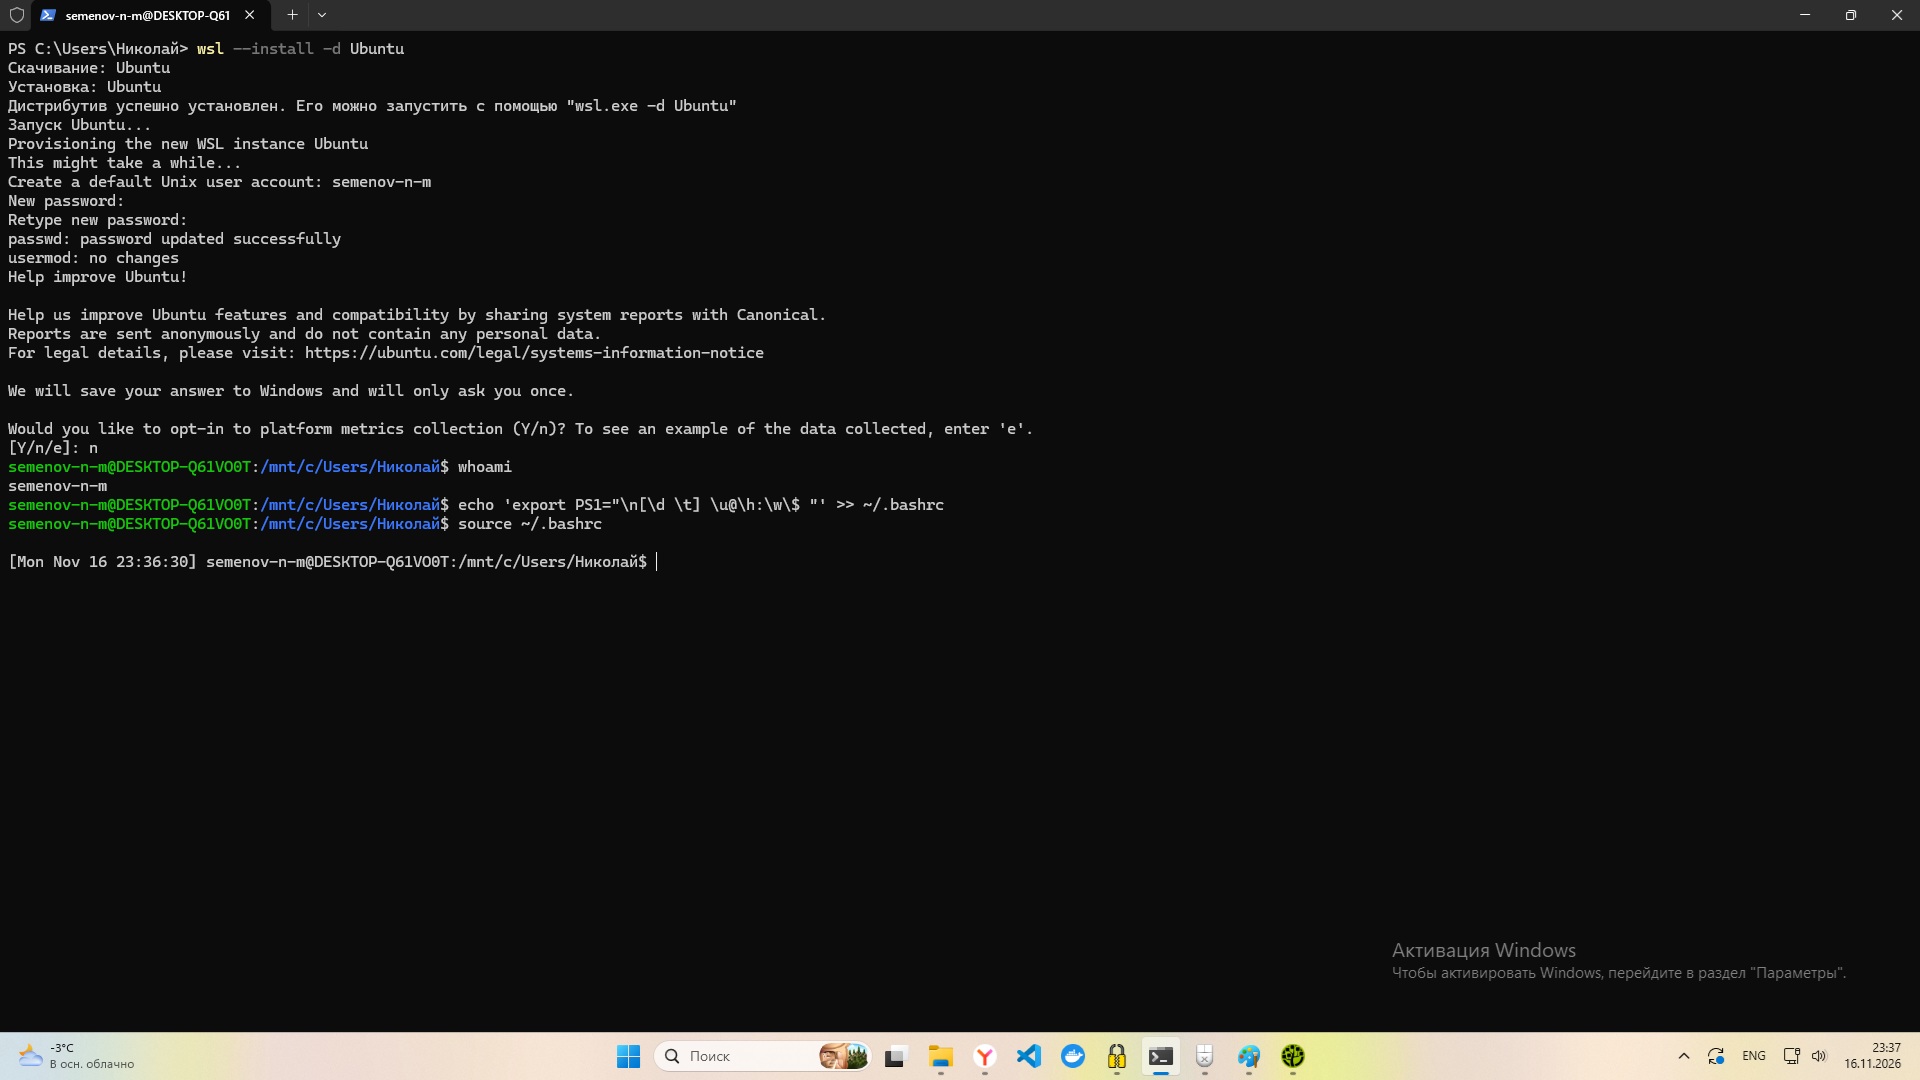 semenov-n-m@DESKTOP-Q61
PS C:\Users\Николай> wsl --install -d Ubuntu
Скачивание: Ubuntu
Установка: Ubuntu
Дистрибутив успешно установлен. Его можно запустить с помощью "wsl.exe -d Ubuntu"
Запуск Ubuntu...
Provisioning the new WSL instance Ubuntu
This might take a while...
Create a default Unix user account: semenov-n-m
New password:
Retype new password:
passwd: password updated successfully
usermod: no changes
Help improve Ubuntu!
Help us improve Ubuntu features and compatibility by sharing system reports with Canonical.
Reports are sent anonymously and do not contain any personal data.
For legal details, please visit: https://ubuntu.com/legal/systems-information-notice
We will save your answer to Windows and will only ask you once.
Would you like to opt-in to platform metrics collection (Y/n)? To see an example of the data collected, enter 'e'.
[Y/n/e]: n
semenov-n-m@DESKTOP-Q61VO0T:/mnt/c/Users/Николай$ whoami
semenov-n-m
semenov-n-m@DESKTOP-Q61VO0T:/mnt/c/Users/Николай$ echo 'export PS1="\n[\d \t] \u@\h:\w\$ "' >> ~/.bashrc
semenov-n-m@DESKTOP-Q61VO0T:/mnt/c/Users/Николай$ source ~/.bashrc
[Mon Nov 16 23:36:30] semenov-n-m@DESKTOP-Q61VO0T:/mnt/c/Users/Николай$
Активация Windows
Чтобы активировать Windows, перейдите в раздел "Параметры".
-3°C
В осн. облачно
Поиск
ENG
23:37
16.11.2026